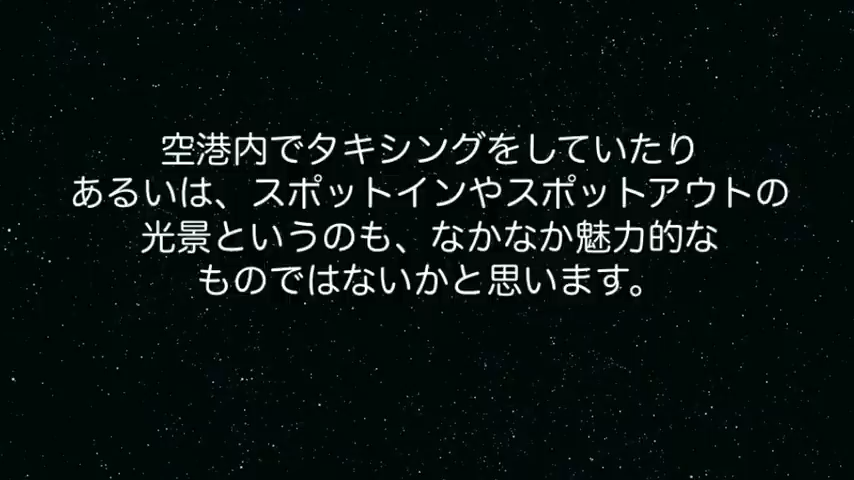 空港内でタキシングをしていたり
あるいは、スポットインやスポットアウトの
光景というのも、なかなか魅力的な
ものではないかと思います。